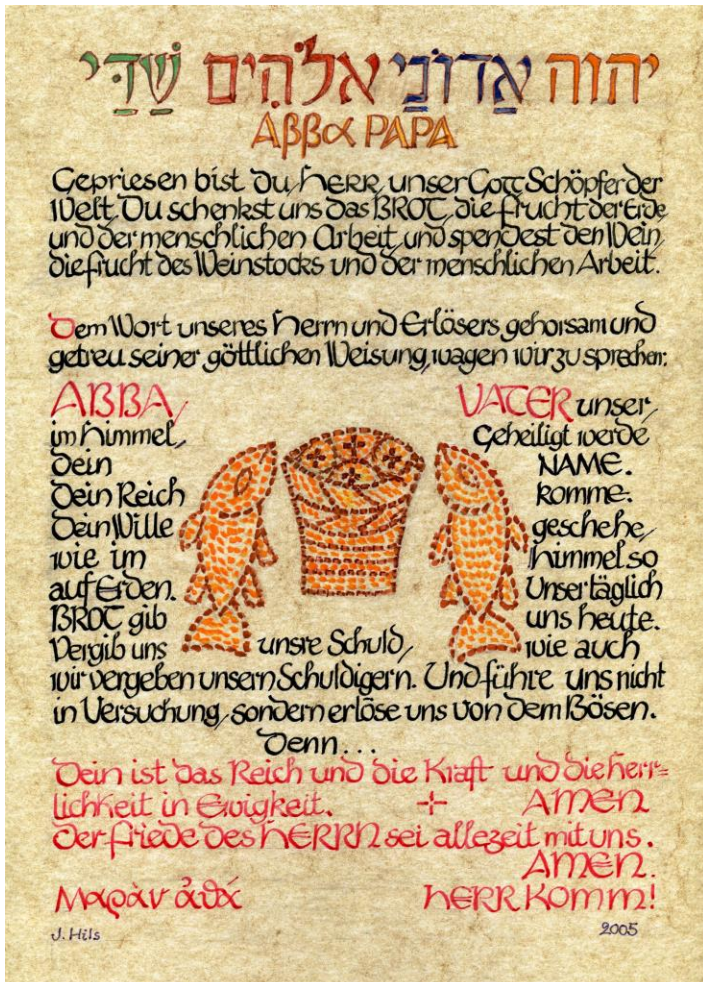 יהוה אֲדוֹנַי אלֹהִים שַׁדַּי
Αββα PAPA
Gepriesen bist du, HERR, unser Gott Schöpfer der
Welt. Du schenkst uns das BROT, die Frucht der Erde
und der menschlichen Arbeit, und spendest den Wein,
die Frucht des Weinstocks und der menschlichen Arbeit.
Dem Wort unseres Herrn und Erlösers gehorsam und
getreu seiner göttlichen Weisung, wagen wir zu sprechen:
ABBA, VATER unser,
im Himmel, Geheiligt werde
dein NAME.
Dein Reich komme.
Dein Wille geschehe,
wie im Himmel so
auf Erden. Unser täglich
BROT gib uns heute.
Vergib uns unsre Schuld, wie auch
wir vergeben unsern Schuldigern. Und führe uns nicht
in Versuchung, sondern erlöse uns von dem Bösen.
Denn...
Dein ist das Reich und die Kraft und die Herr=
lichkeit in Ewigkeit. AMEN
Der Friede des HERRN sei allezeit mit uns.
AMEN.
Μαρὰν ἀθά HERR KOMM!
J. Hils 2005